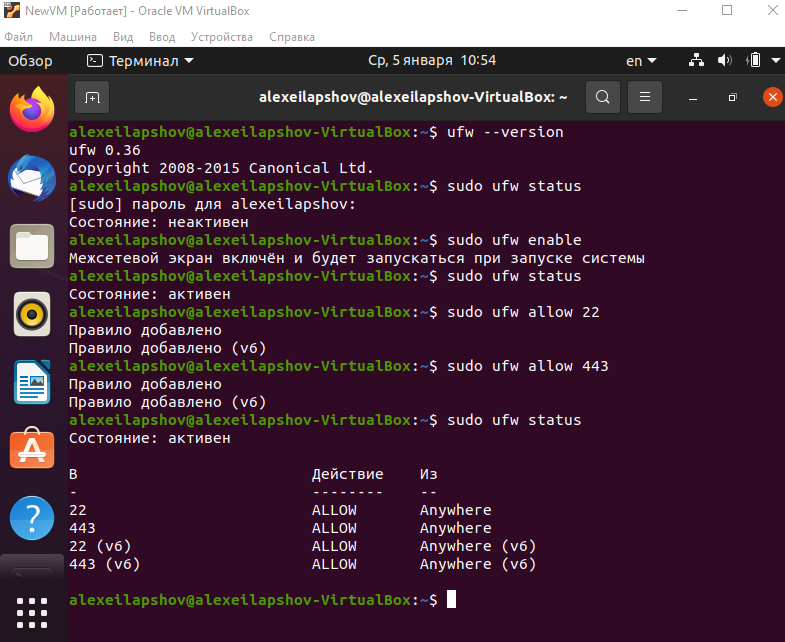 NewVM [Работает] - Oracle VM VirtualBox
Файл Машина Вид Ввод Устройства Справка
Обзор Терминал Ср, 5 января 10:54 en
alexeilapshov@alexeilapshov-VirtualBox: ~
alexeilapshov@alexeilapshov-VirtualBox:~$ ufw --version
ufw 0.36
Copyright 2008-2015 Canonical Ltd.
alexeilapshov@alexeilapshov-VirtualBox:~$ sudo ufw status
[sudo] пароль для alexeilapshov:
Состояние: неактивен
alexeilapshov@alexeilapshov-VirtualBox:~$ sudo ufw enable
Межсетевой экран включён и будет запускаться при запуске системы
alexeilapshov@alexeilapshov-VirtualBox:~$ sudo ufw status
Состояние: активен
alexeilapshov@alexeilapshov-VirtualBox:~$ sudo ufw allow 22
Правило добавлено
Правило добавлено (v6)
alexeilapshov@alexeilapshov-VirtualBox:~$ sudo ufw allow 443
Правило добавлено
Правило добавлено (v6)
alexeilapshov@alexeilapshov-VirtualBox:~$ sudo ufw status
Состояние: активен
В Действие Из
- -------- --
22 ALLOW Anywhere
443 ALLOW Anywhere
22 (v6) ALLOW Anywhere (v6)
443 (v6) ALLOW Anywhere (v6)
alexeilapshov@alexeilapshov-VirtualBox:~$